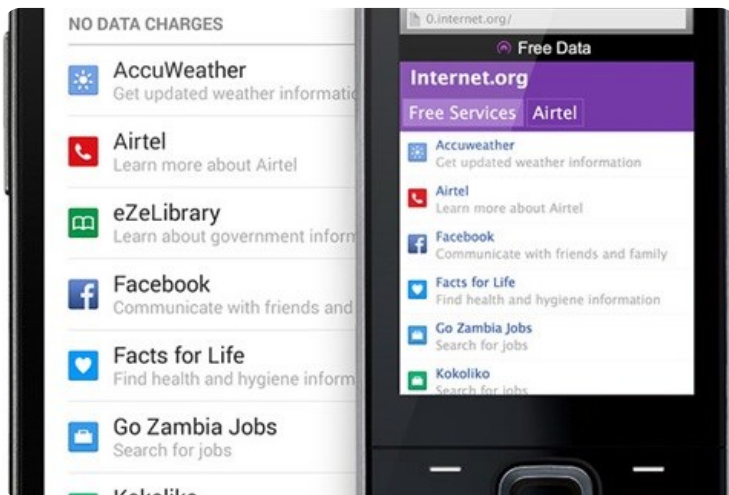 NO DATA CHARGES
AccuWeather
Get updated weather informatio
Airtel
Learn more about Airtel
eZeLibrary
Learn about government inform
Facebook
Communicate with friends and
Facts for Life
Find health and hygiene inform
Go Zambia Jobs
Search for jobs
Kokoliko
0.internet.org/
Free Data
Internet.org
Free Services Airtel
Accuweather
Get updated weather information
Airtel
Learn more about Airtel
Facebook
Communicate with friends and family
Facts for Life
Find health and hygiene information
Go Zambia Jobs
Search for jobs
Kokoliko
Search for jobs